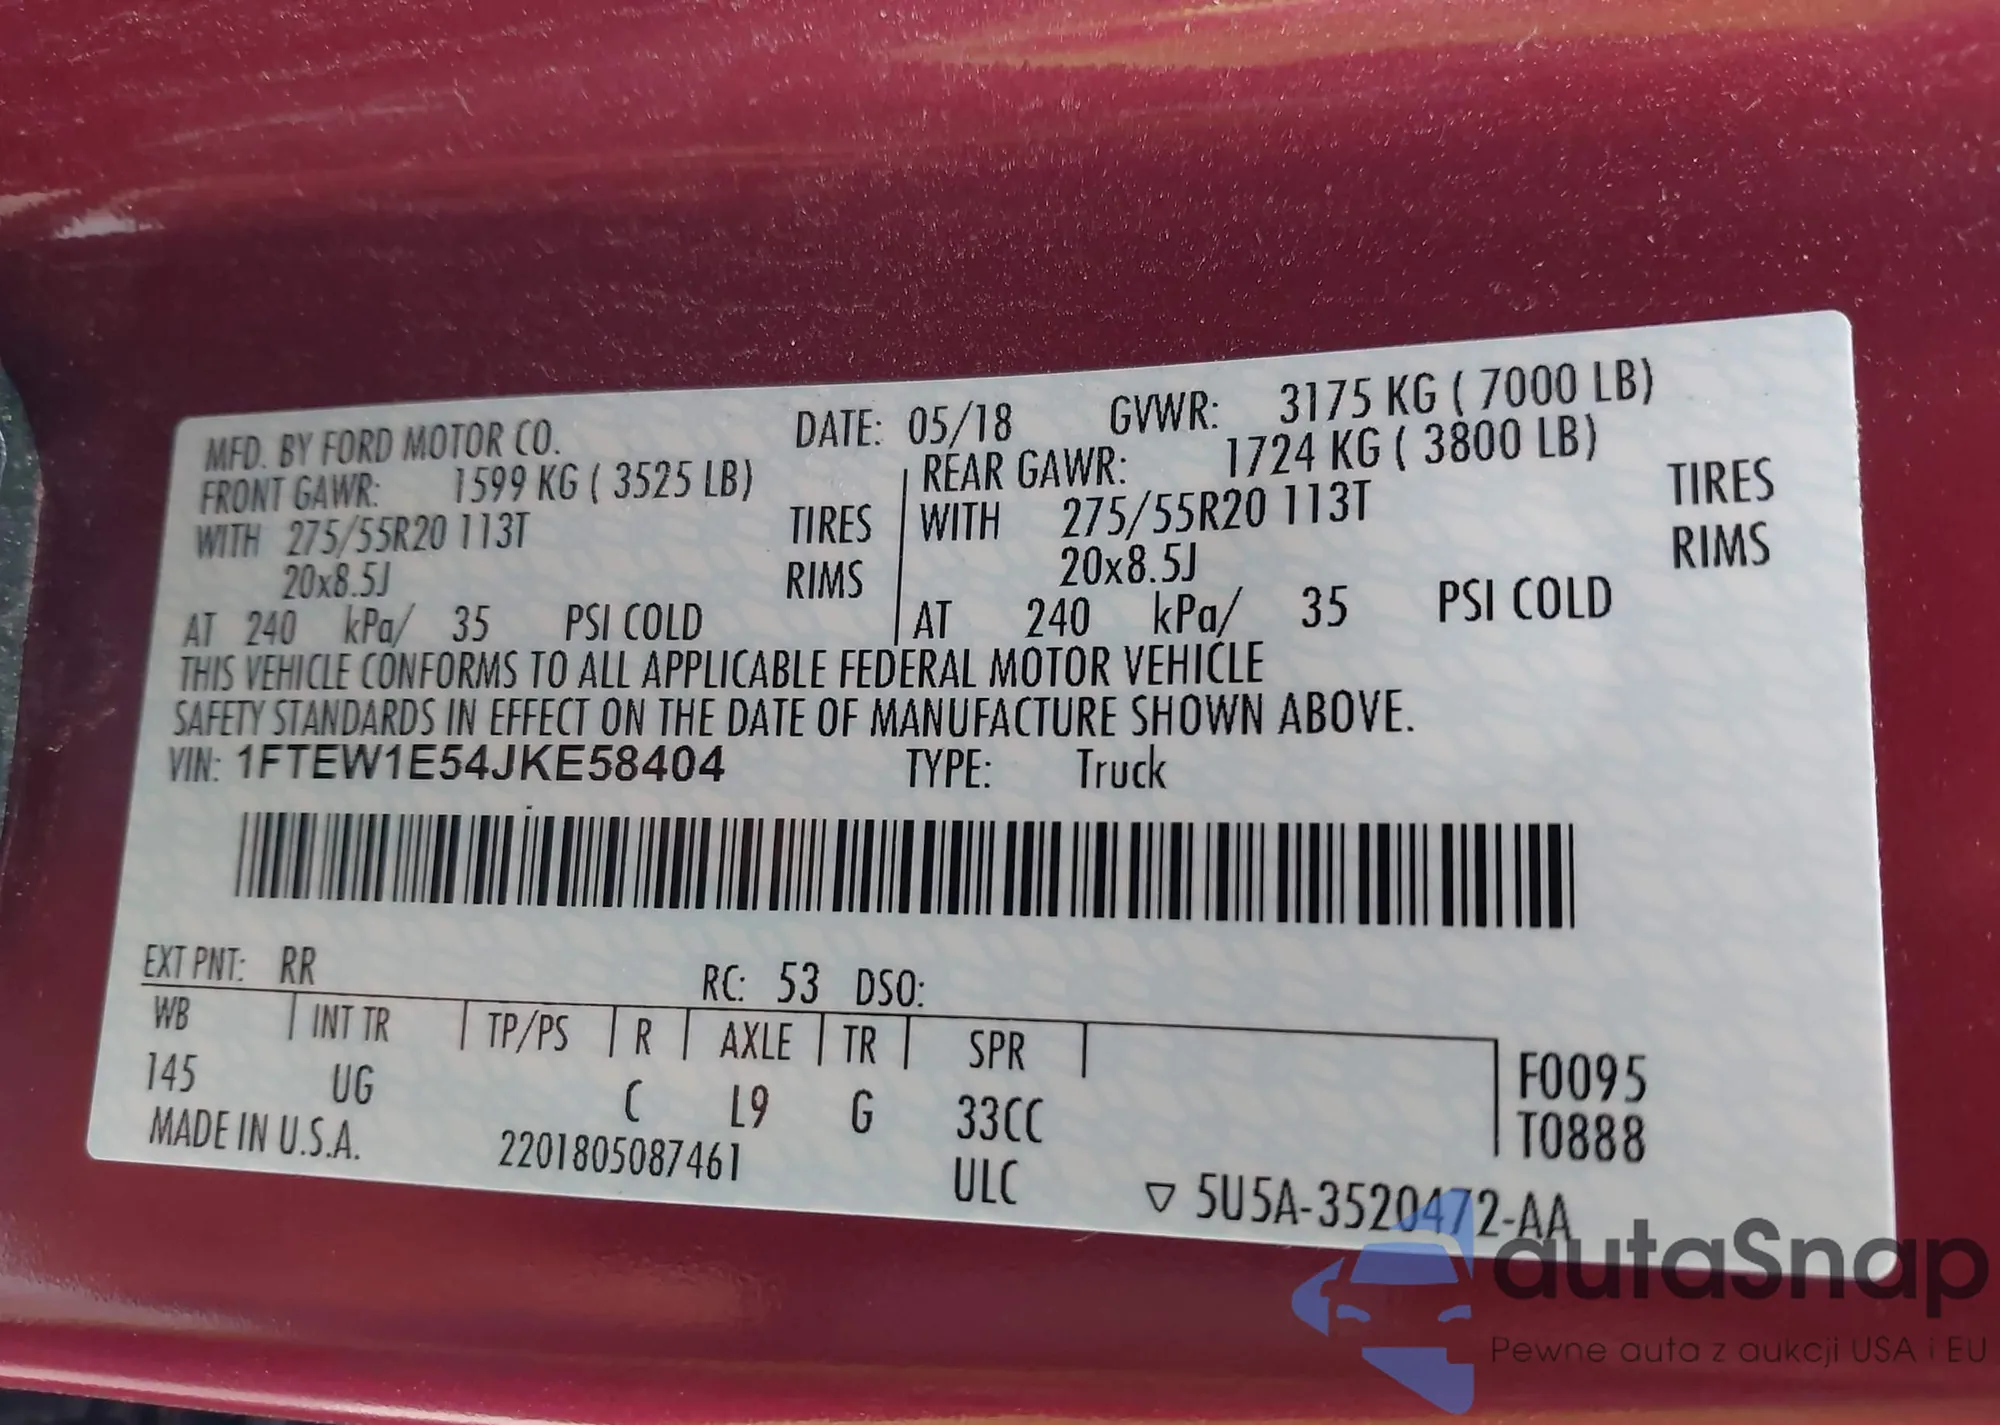 MFD. BY FORD MOTOR CO. DATE: 05/18 GVWR: 3175 KG ( 7000 LB)
FRONT GAWR: 1599 KG ( 3525 LB) REAR GAWR: 1724 KG ( 3800 LB)
WITH 275/55R20 113T TIRES WITH 275/55R20 113T TIRES
20x8.5J RIMS 20x8.5J RIMS
AT 240 kPa/ 35 PSI COLD AT 240 kPa/ 35 PSI COLD
THIS VEHICLE CONFORMS TO ALL APPLICABLE FEDERAL MOTOR VEHICLE
SAFETY STANDARDS IN EFFECT ON THE DATE OF MANUFACTURE SHOWN ABOVE.
VIN: 1FTEW1E54JKE58404 TYPE: Truck
EXT PNT: RR RC: 53 DSO:
WB INT TR TP/PS R AXLE TR SPR
145 UG C L9 G 33CC
F0095
T0888
MADE IN U.S.A. 2201805087461 ULC
▽ 5U5A-3520472-AA
autaSnap
Pewne auta z aukcji USA i EU